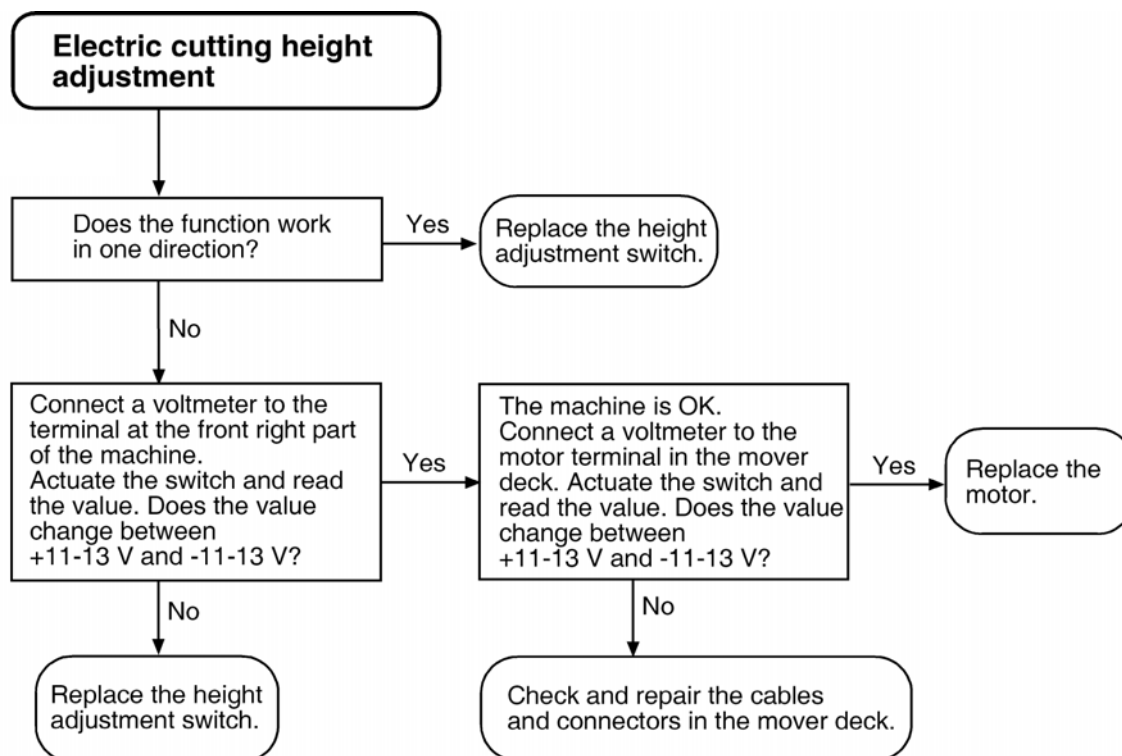 Electric cutting height
adjustment
Does the function work
in one direction?
Yes
Replace the height
adjustment switch.
No
Connect a voltmeter to the
terminal at the front right part
of the machine.
Actuate the switch and read
the value. Does the value
change between
+11-13 V and -11-13 V?
Yes
The machine is OK.
Connect a voltmeter to the
motor terminal in the mover
deck. Actuate the switch and
read the value. Does the value
change between
+11-13 V and -11-13 V?
Yes
Replace the
motor.
No
Replace the height
adjustment switch.
No
Check and repair the cables
and connectors in the mover deck.